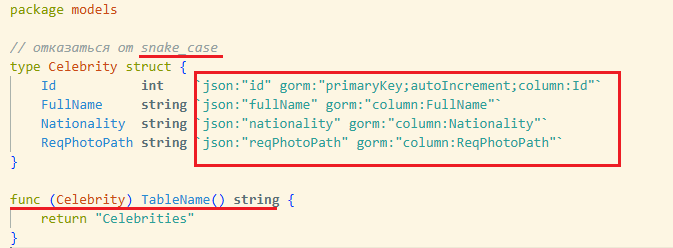 package models
// отказаться от snake_case
type Celebrity struct {
Id int `json:"id" gorm:"primaryKey;autoIncrement;column:Id"`
FullName string `json:"fullName" gorm:"column:FullName"`
Nationality string `json:"nationality" gorm:"column:Nationality"`
ReqPhotoPath string `json:"reqPhotoPath" gorm:"column:ReqPhotoPath"`
}
func (Celebrity) TableName() string {
return "Celebrities"
}